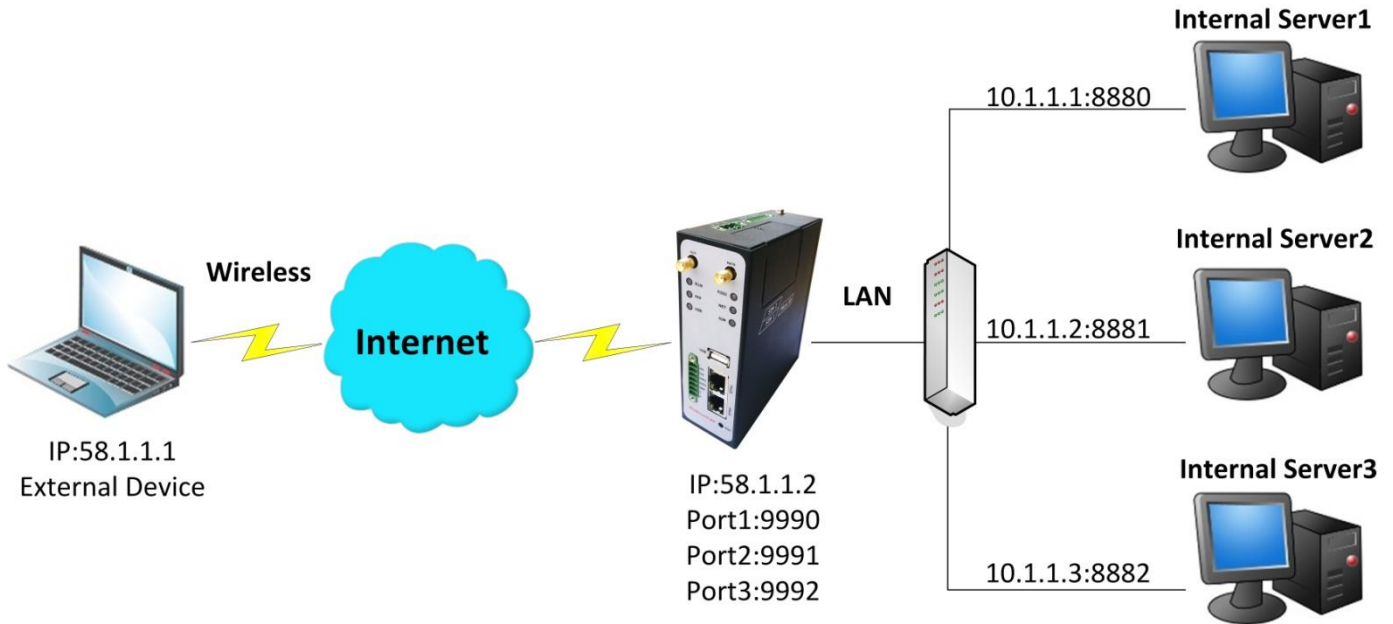 Internal Server1
10.1.1.1:8880
Wireless
Internet
LAN
Internal Server2
10.1.1.2:8881
IP:58.1.1.1
External Device
IP:58.1.1.2
Port1:9990
Port2:9991
Port3:9992
Internal Server3
10.1.1.3:8882